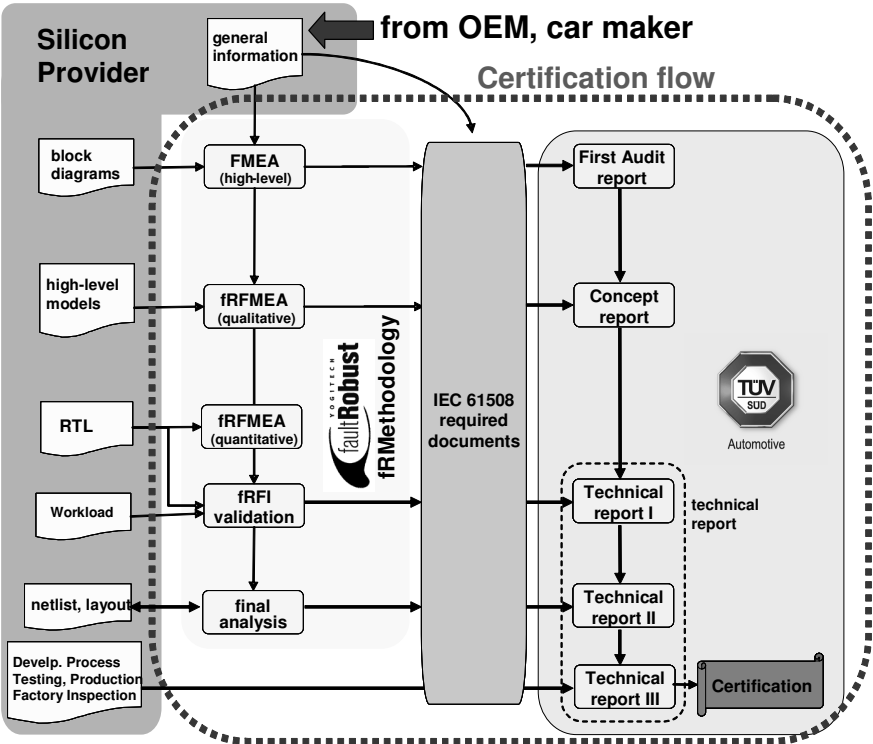 from OEM, car maker
Silicon
Provider
general
information
Certification flow
block
diagrams
FMEA
(high-level)
First Audit
report
high-level
models
fRFMEA
(qualitative)
Concept
report
YOGITECH
faultRobust
fRMethodology
IEC 61508
required
documents
TÜV
SÜD
Automotive
RTL
fRFMEA
(quantitative)
Workload
fRFI
validation
Technical
report I
technical
report
netlist, layout
final
analysis
Technical
report II
Develp. Process
Testing, Production
Factory Inspection
Technical
report III
Certification